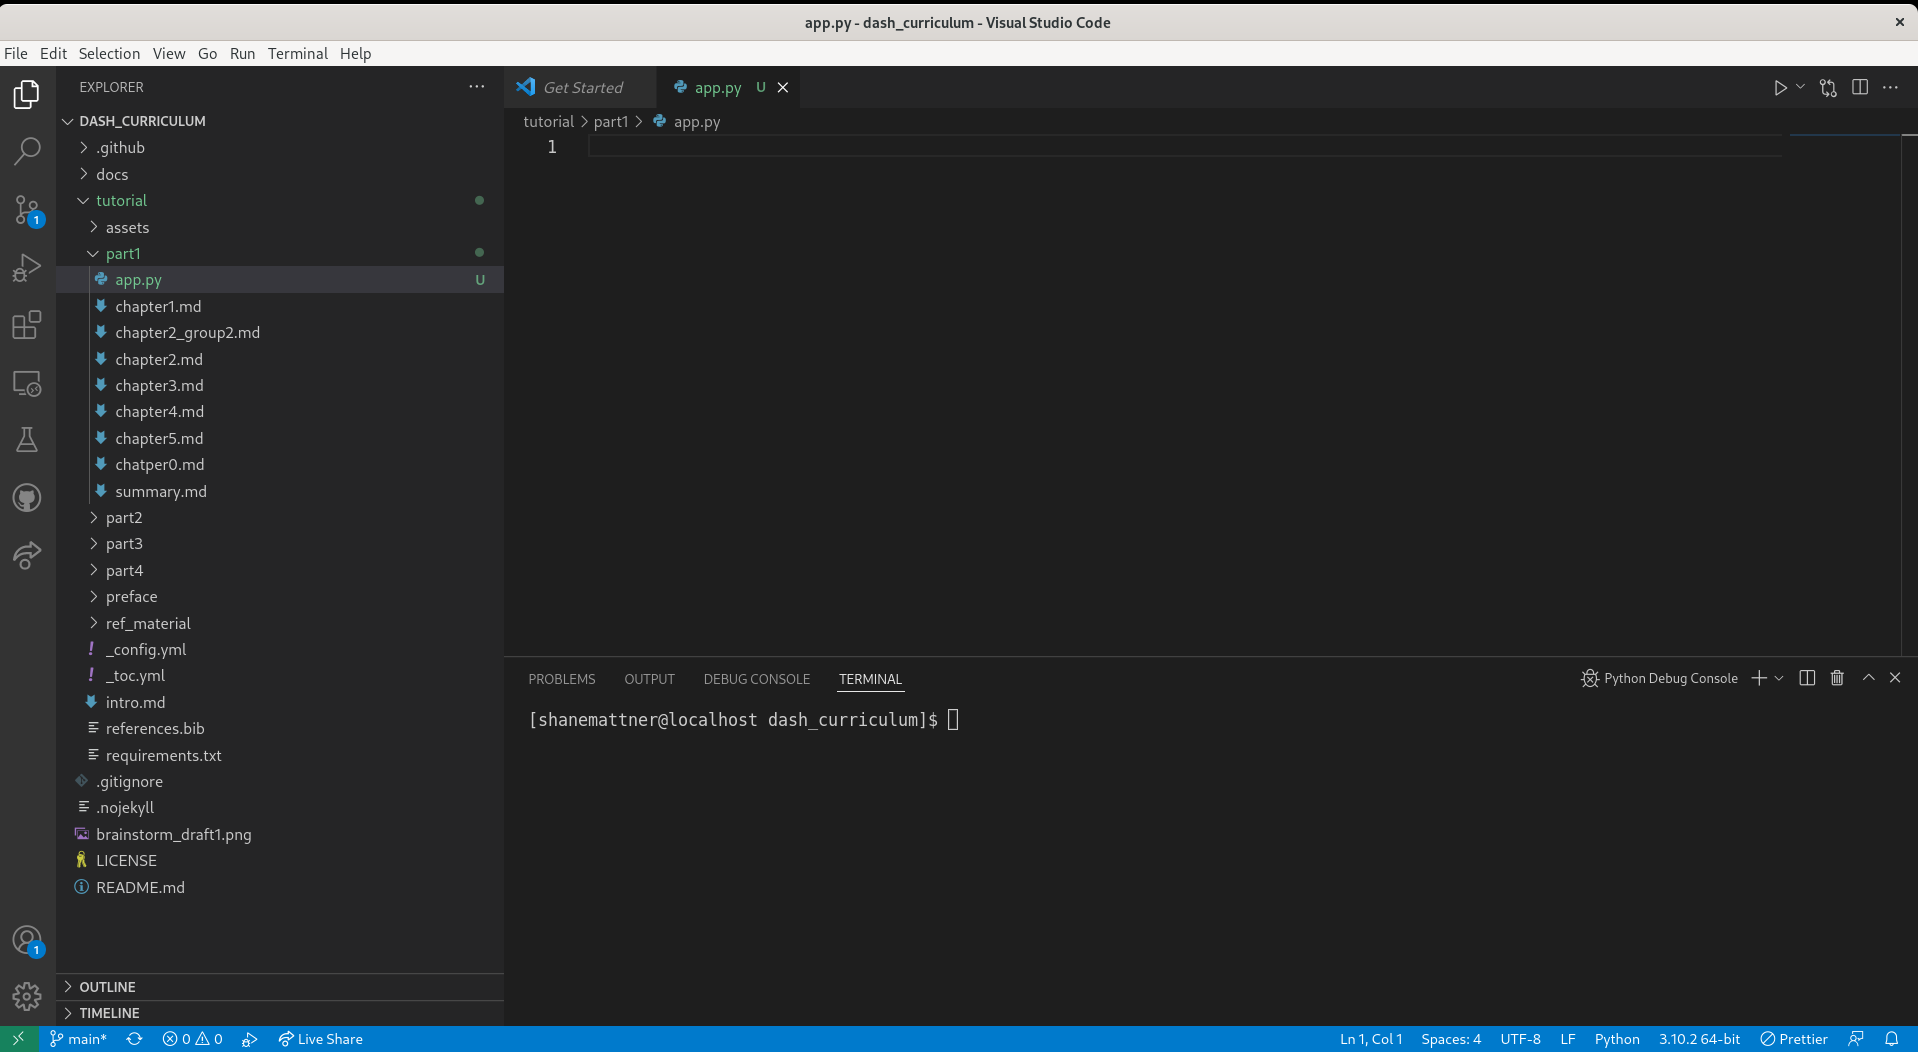 app.py - dash_curriculum - Visual Studio Code
File Edit Selection View Go Run Terminal Help
EXPLORER
DASH_CURRICULUM
.github
docs
tutorial
assets
part1
app.py U
chapter1.md
chapter2_group2.md
chapter2.md
chapter3.md
chapter4.md
chapter5.md
chatper0.md
summary.md
part2
part3
part4
preface
ref_material
_config.yml
_toc.yml
intro.md
references.bib
requirements.txt
.gitignore
.nojekyll
brainstorm_draft1.png
LICENSE
README.md
OUTLINE
TIMELINE
1
1
Get Started app.py U
tutorial > part1 > app.py
1
PROBLEMS OUTPUT DEBUG CONSOLE TERMINAL Python Debug Console
[shanemattner@localhost dash_curriculum]$
main* 0 0 Live Share Ln 1, Col 1 Spaces: 4 UTF-8 LF Python 3.10.2 64-bit Prettier